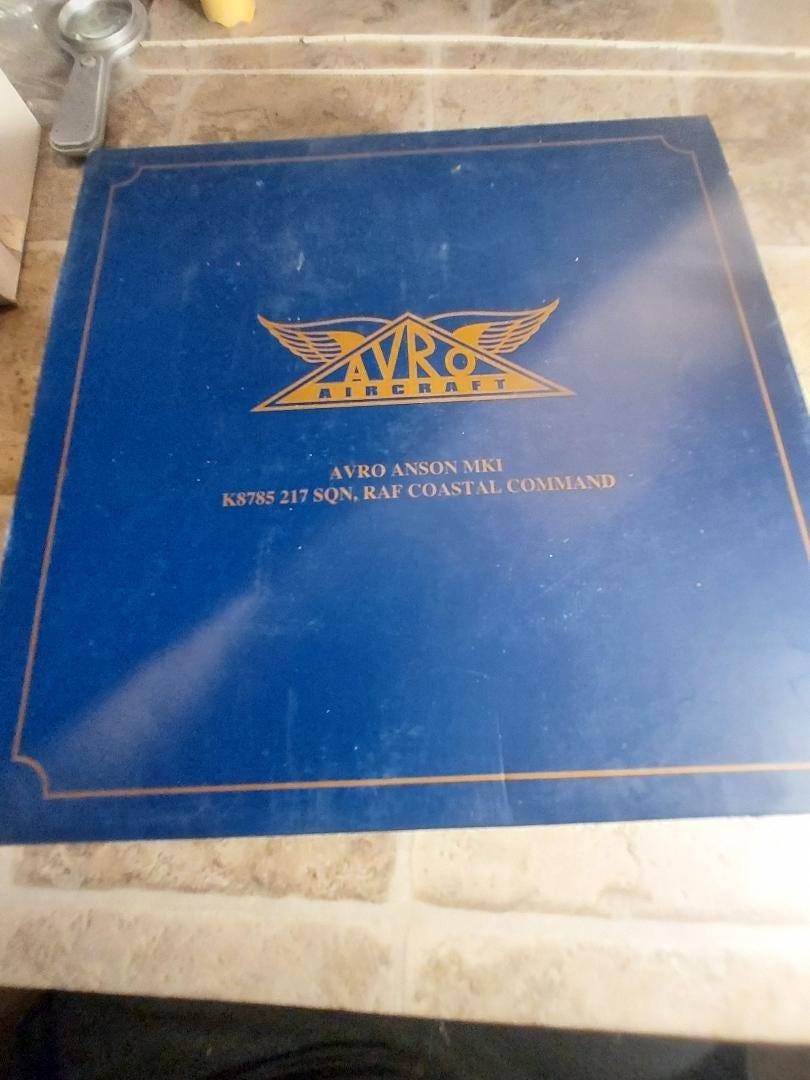 AVRO
AIRCRAFT
AVRO ANSON MKI
K8785 217 SQN, RAF COASTAL COMMAND